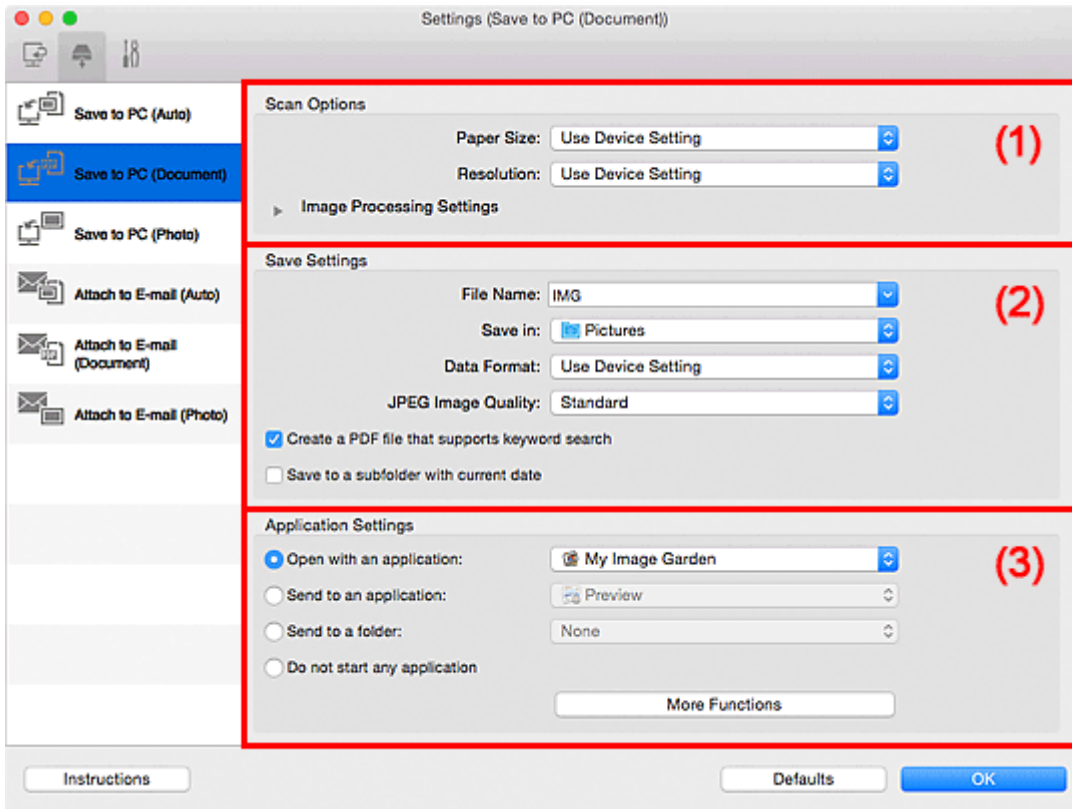 Settings (Save to PC (Document))
Save to PC (Auto)
Save to PC (Document)
Save to PC (Photo)
Attach to E-mail (Auto)
Attach to E-mail
(Document)
Attach to E-mail (Photo)
Scan Options
(1)
Paper Size: Use Device Setting
Resolution: Use Device Setting
Image Processing Settings
Save Settings
(2)
File Name: IMG
Save in: Pictures
Data Format: Use Device Setting
JPEG Image Quality: Standard
Create a PDF file that supports keyword search
Save to a subfolder with current date
Application Settings
(3)
Open with an application: My Image Garden
Send to an application: Preview
Send to a folder: None
Do not start any application
More Functions
Instructions
Defaults
OK